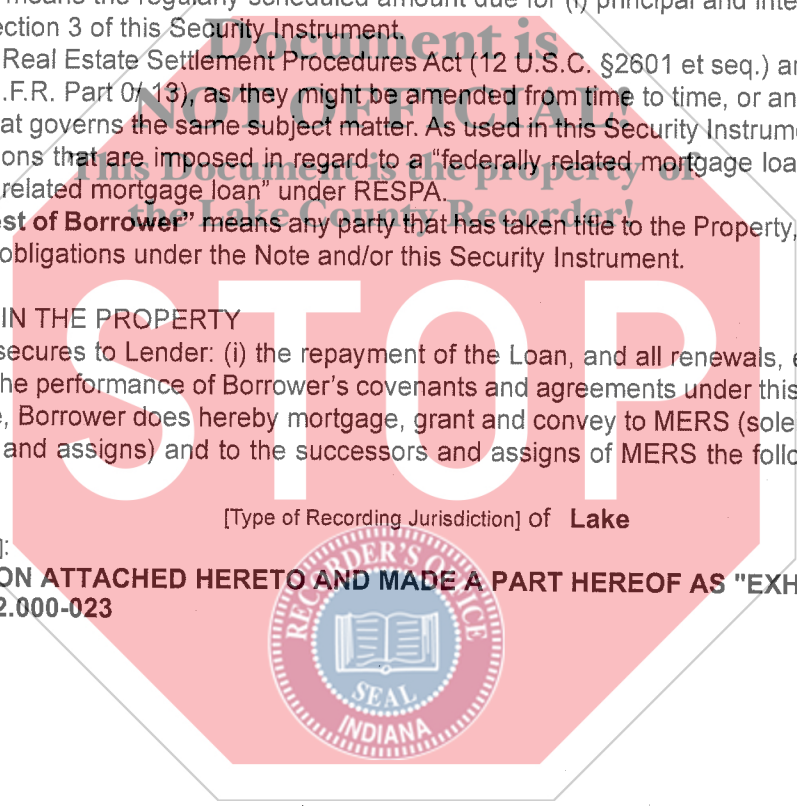 means the regularly scheduled amount due for (i) principal and inte
ection 3 of this Security Instrument.
Document is
Real Estate Settlement Procedures Act (12 U.S.C. §2601 et seq.) a
.F.R. Part 0/ 13), as they might be amended from time to time, or an
NOT OFFICIAL!
at governs the same subject matter. As used in this Security Instrum
ons that are imposed in regard to a “federally related mortgage loa
This Document is the property of
related mortgage loan” under RESPA.
the Lake County Recorder!
est of Borrower” means any party that has taken title to the Property,
obligations under the Note and/or this Security Instrument.
IN THE PROPERTY
secures to Lender: (i) the repayment of the Loan, and all renewals, e
he performance of Borrower's covenants and agreements under this
, Borrower does hereby mortgage, grant and convey to MERS (sole
and assigns) and to the successors and assigns of MERS the follo
STOP
[Type of Recording Jurisdiction] of Lake
]:
ON ATTACHED HERETO AND MADE A PART HEREOF AS "EXH
2.000-023
RECORDER'S OFFICE
SEAL
INDIANA